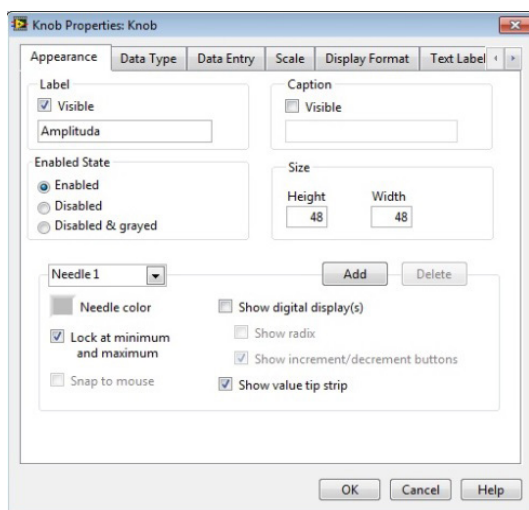 Knob Properties: Knob
Appearance Data Type Data Entry Scale Display Format Text Label
Label
Visible
Amplituda
Caption
Visible
Enabled State
Enabled
Disabled
Disabled & grayed
Size
Height Width
48 48
Needle 1 Add Delete
Needle color
Lock at minimum
and maximum
Snap to mouse
Show digital display(s)
Show radix
Show increment/decrement buttons
Show value tip strip
OK Cancel Help